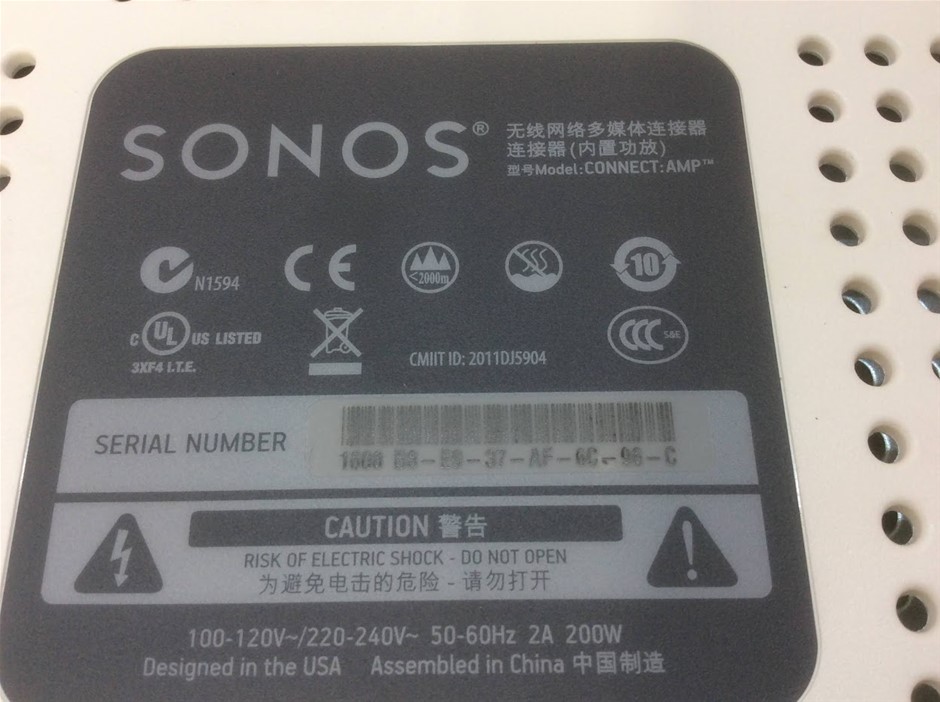 SONOS®
无线网络多媒体连接器
连接器(内置功放)
型号Model:CONNECT:AMP™
N1594
CE
<2000m
10
C UL US LISTED
3XF4 I.T.E.
CMIIT ID: 2011DJ5904
CCC S&E
SERIAL NUMBER
CAUTION 警告
RISK OF ELECTRIC SHOCK - DO NOT OPEN
为避免电击的危险 - 请勿打开
100-120V~/220-240V~ 50-60Hz 2A 200W
Designed in the USA Assembled in China 中国制造